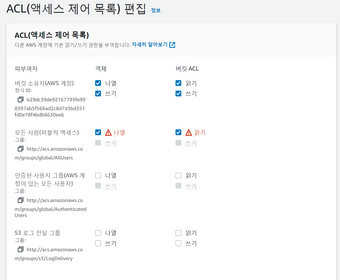 ACL(액세스 제어 목록) 편집 정보
ACL(액세스 제어 목록)
다른 AWS 계정에 기본 읽기/쓰기 권한을 부여합니다. 자세히 알아보기
피부여자 객체 버킷 ACL
버킷 소유자(AWS 계정) 나열 읽기
정식 ID: 쓰기 쓰기
모든 사람(퍼블릭 액세스) 나열 읽기
그룹: 쓰기 쓰기
http://acs.amazonaws.co
m/groups/global/AllUsers
인증된 사용자 그룹(AWS 계 나열 읽기
정이 있는 모든 사용자) 쓰기 쓰기
그룹:
http://acs.amazonaws.co
m/groups/global/Authenticated
Users
S3 로그 전달 그룹 나열 읽기
그룹: 쓰기 쓰기
http://acs.amazonaws.co
m/groups/s3/LogDelivery